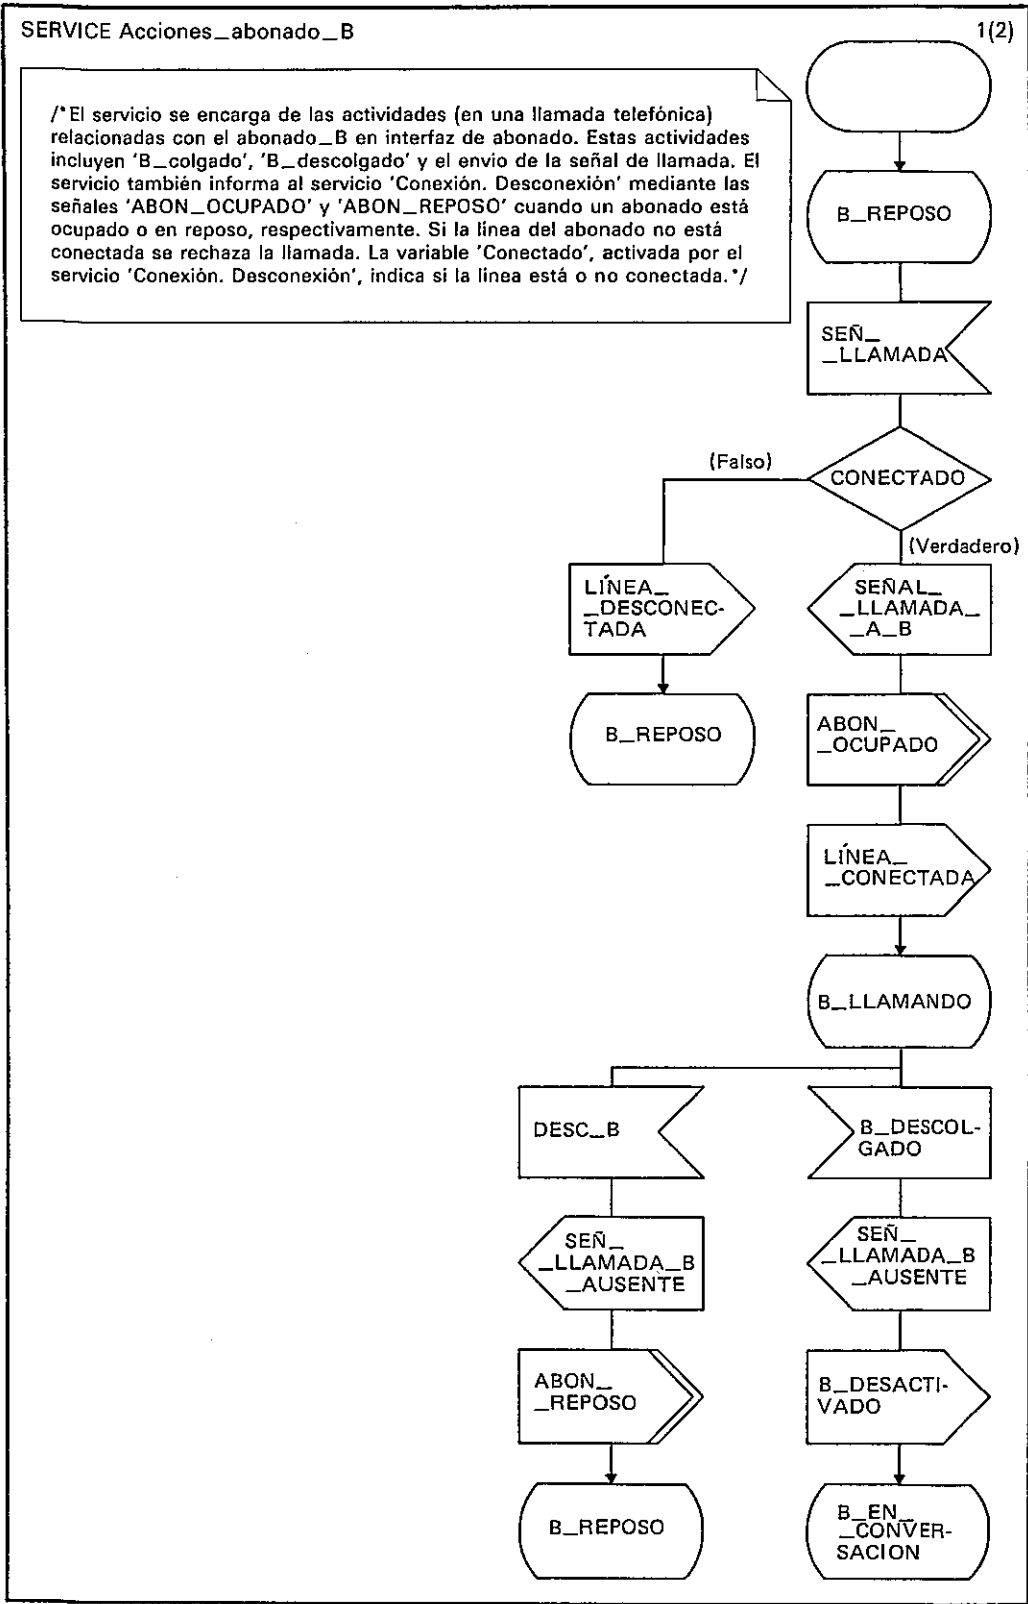 SERVICE Acciones_abonado_B
1(2)
/*El servicio se encarga de las actividades (en una llamada telefónica)
relacionadas con el abonado_B en interfaz de abonado. Estas actividades
incluyen 'B_colgado', 'B_descolgado' y el envio de la señal de llamada. El
servicio también informa al servicio 'Conexión. Desconexión' mediante las
señales 'ABON_OCUPADO' y 'ABON_REPOSO' cuando un abonado está
ocupado o en reposo, respectivamente. Si la línea del abonado no está
conectada se rechaza la llamada. La variable 'Conectado', activada por el
servicio 'Conexión. Desconexión', indica si la línea está o no conectada.*/
B_REPOSO
SEÑ_
_LLAMADA
CONECTADO
(Falso)
(Verdadero)
LÍNEA_
_DESCONEC-
TADA
SEÑAL_
_LLAMADA_
_A_B
B_REPOSO
ABON_
_OCUPADO
LÍNEA_
_CONECTADA
B_LLAMANDO
DESC_B
B_DESCOL-
GADO
SEÑ_
_LLAMADA_B
_AUSENTE
SEÑ_
_LLAMADA_B
_AUSENTE
ABON_
_REPOSO
B_DESACTI-
VADO
B_REPOSO
B_EN_
_CONVER-
SACION